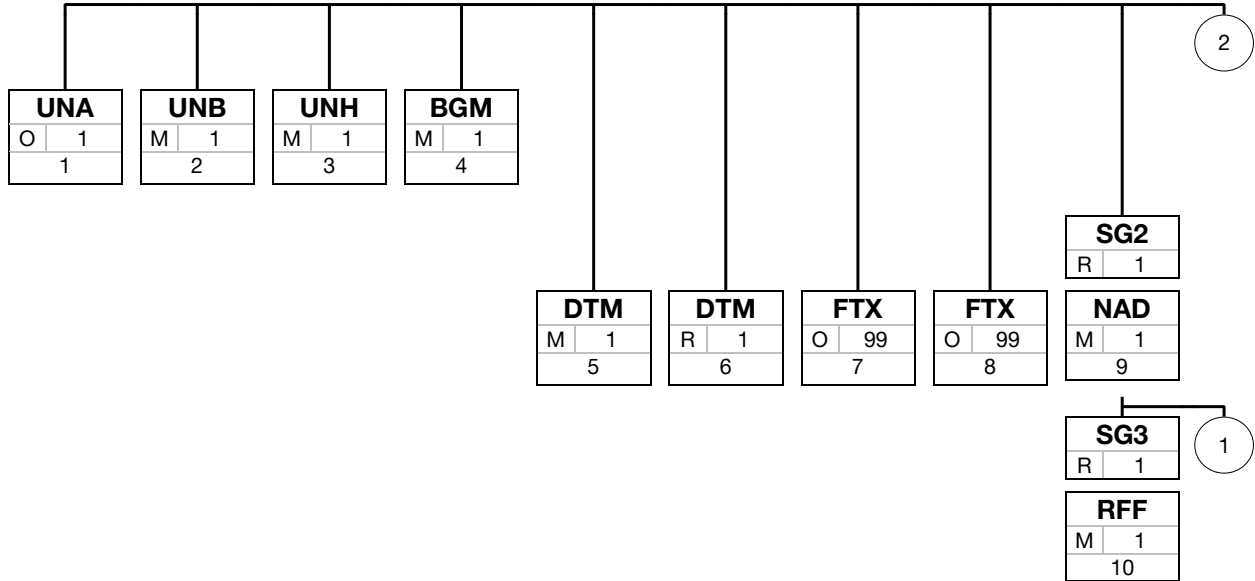 2
UNA
O 1
1
UNB
M 1
2
UNH
M 1
3
BGM
M 1
4
DTM
M 1
5
DTM
R 1
6
FTX
O 99
7
FTX
O 99
8
SG2
R 1
NAD
M 1
9
SG3
R 1
1
RFF
M 1
10